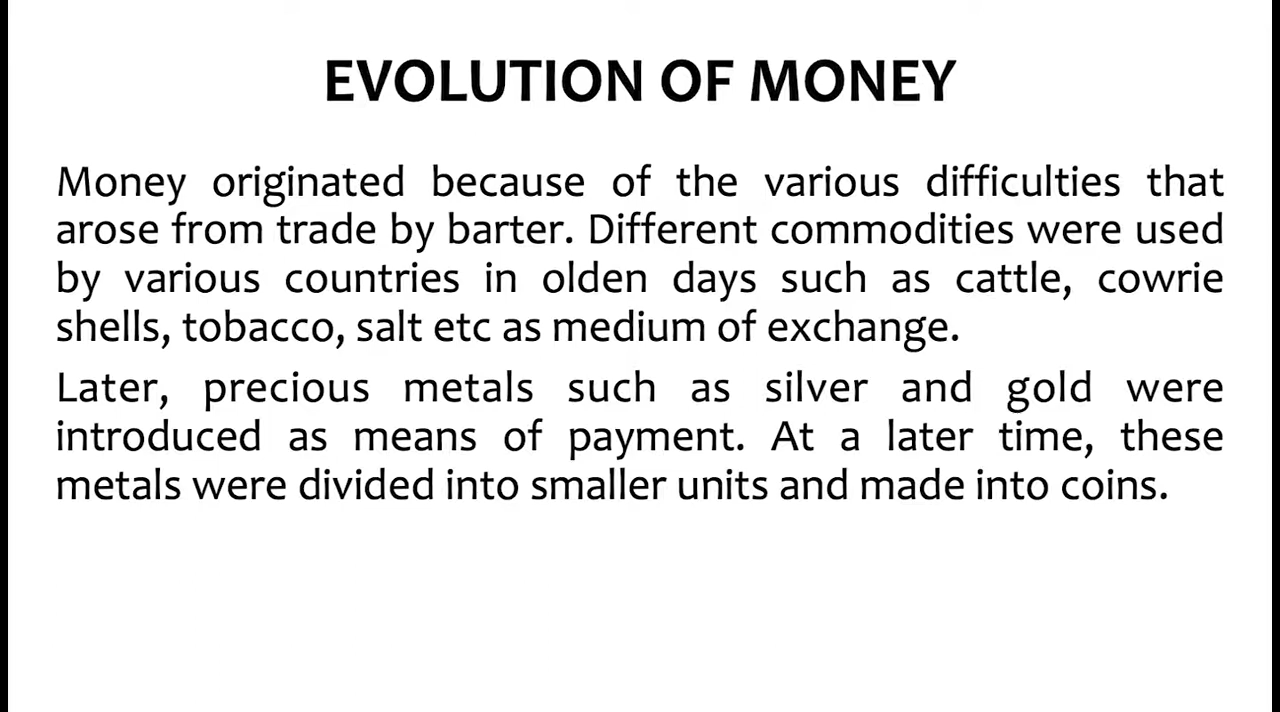 EVOLUTION OF MONEY
Money originated because of the various difficulties that
arose from trade by barter. Different commodities were used
by various countries in olden days such as cattle, cowrie
shells, tobacco, salt etc as medium of exchange.
Later, precious metals such as silver and gold were
introduced as means of payment. At a later time, these
metals were divided into smaller units and made into coins.